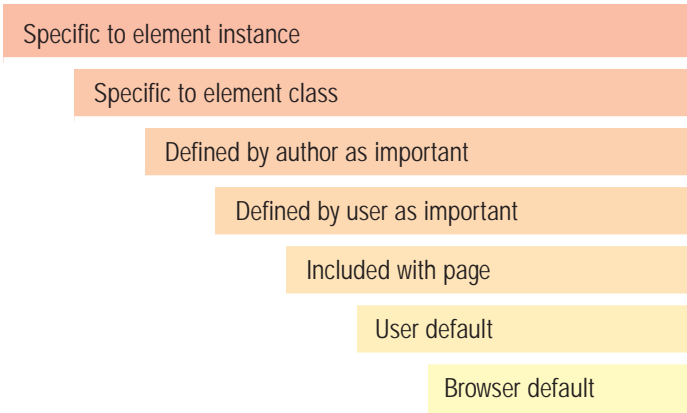 Specific to element instance
Specific to element class
Defined by author as important
Defined by user as important
Included with page
User default
Browser default